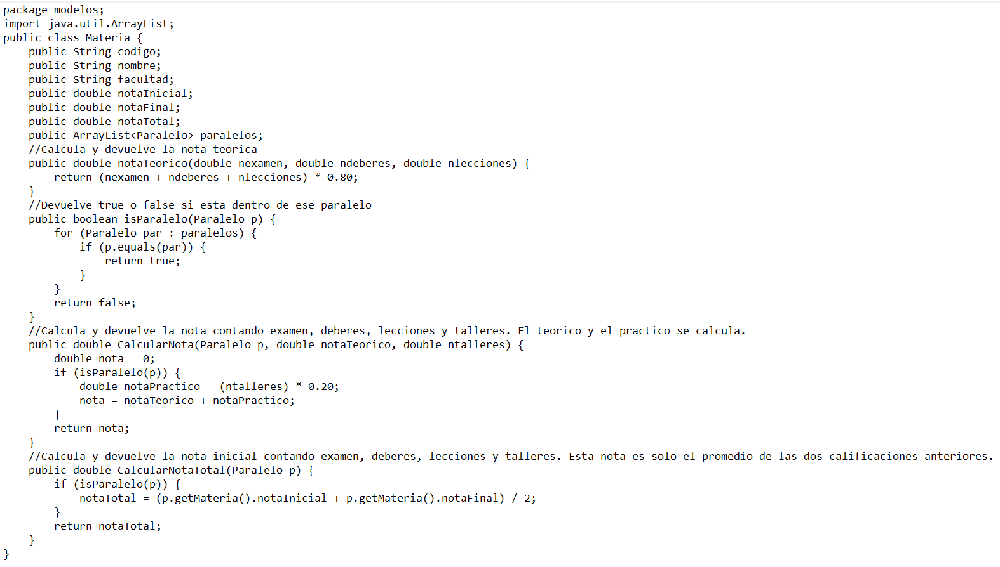 package modelos;
import java.util.ArrayList;
public class Materia {
    public String codigo;
    public String nombre;
    public String facultad;
    public double notaInicial;
    public double notaFinal;
    public double notaTotal;
    public ArrayList<Paralelo> paralelos;
    //Calcula y devuelve la nota teorica
    public double notaTeorico(double nexamen, double ndeberes, double nlecciones) {
        return (nexamen + ndeberes + nlecciones) * 0.80;
    }
    //Devuelve true o false si esta dentro de ese paralelo
    public boolean isParalelo(Paralelo p) {
        for (Paralelo par : paralelos) {
            if (p.equals(par)) {
                return true;
            }
        }
        return false;
    }
    //Calcula y devuelve la nota contando examen, deberes, lecciones y talleres. El teorico y el practico se calcula.
    public double CalcularNota(Paralelo p, double notaTeorico, double ntalleres) {
        double nota = 0;
        if (isParalelo(p)) {
            double notaPractico = (ntalleres) * 0.20;
            nota = notaTeorico + notaPractico;
        }
        return nota;
    }
    //Calcula y devuelve la nota inicial contando examen, deberes, lecciones y talleres. Esta nota es solo el promedio de las dos calificaciones anteriores.
    public double CalcularNotaTotal(Paralelo p) {
        if (isParalelo(p)) {
            notaTotal = (p.getMateria().notaInicial + p.getMateria().notaFinal) / 2;
        }
        return notaTotal;
    }
}